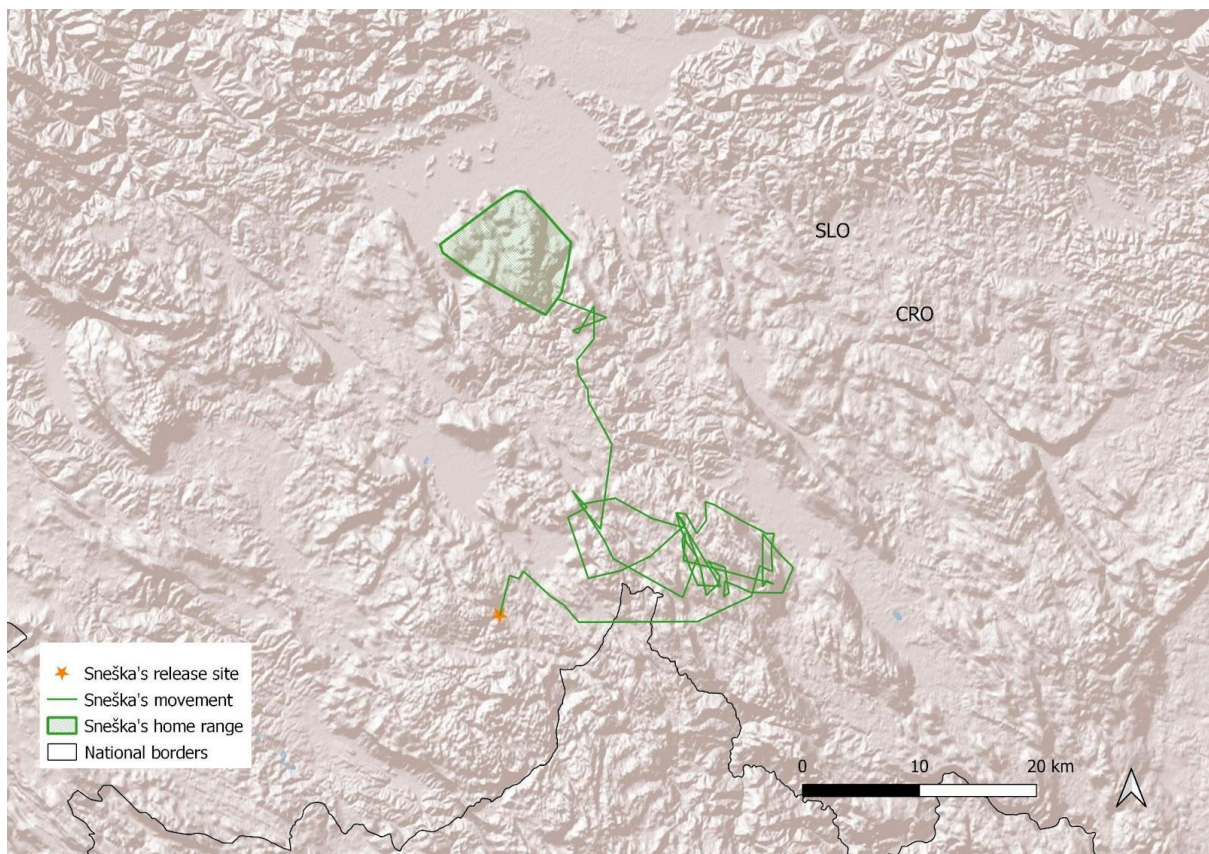 SLO
CRO
Sneška's release site
Sneška's movement
Sneška's home range
National borders
0 10 20 km